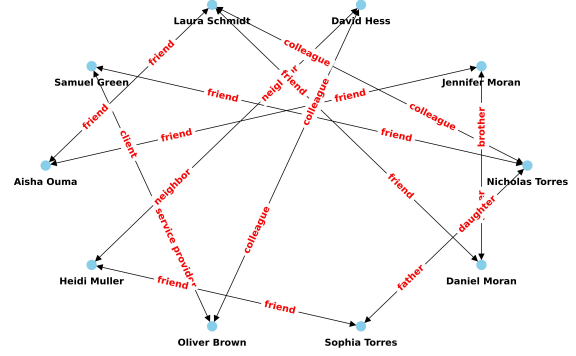 Laura Schmidt
David Hess
colleague
friend
friend
Samuel Green
Jennifer Moran
friend
colleague
friend
colleague
friend
brother
client
friend
friend
Aisha Ouma
Nicholas Torres
neighbor
friend
daughter
service provider
colleague
father
Heidi Muller
friend
Daniel Moran
friend
Oliver Brown
Sophia Torres